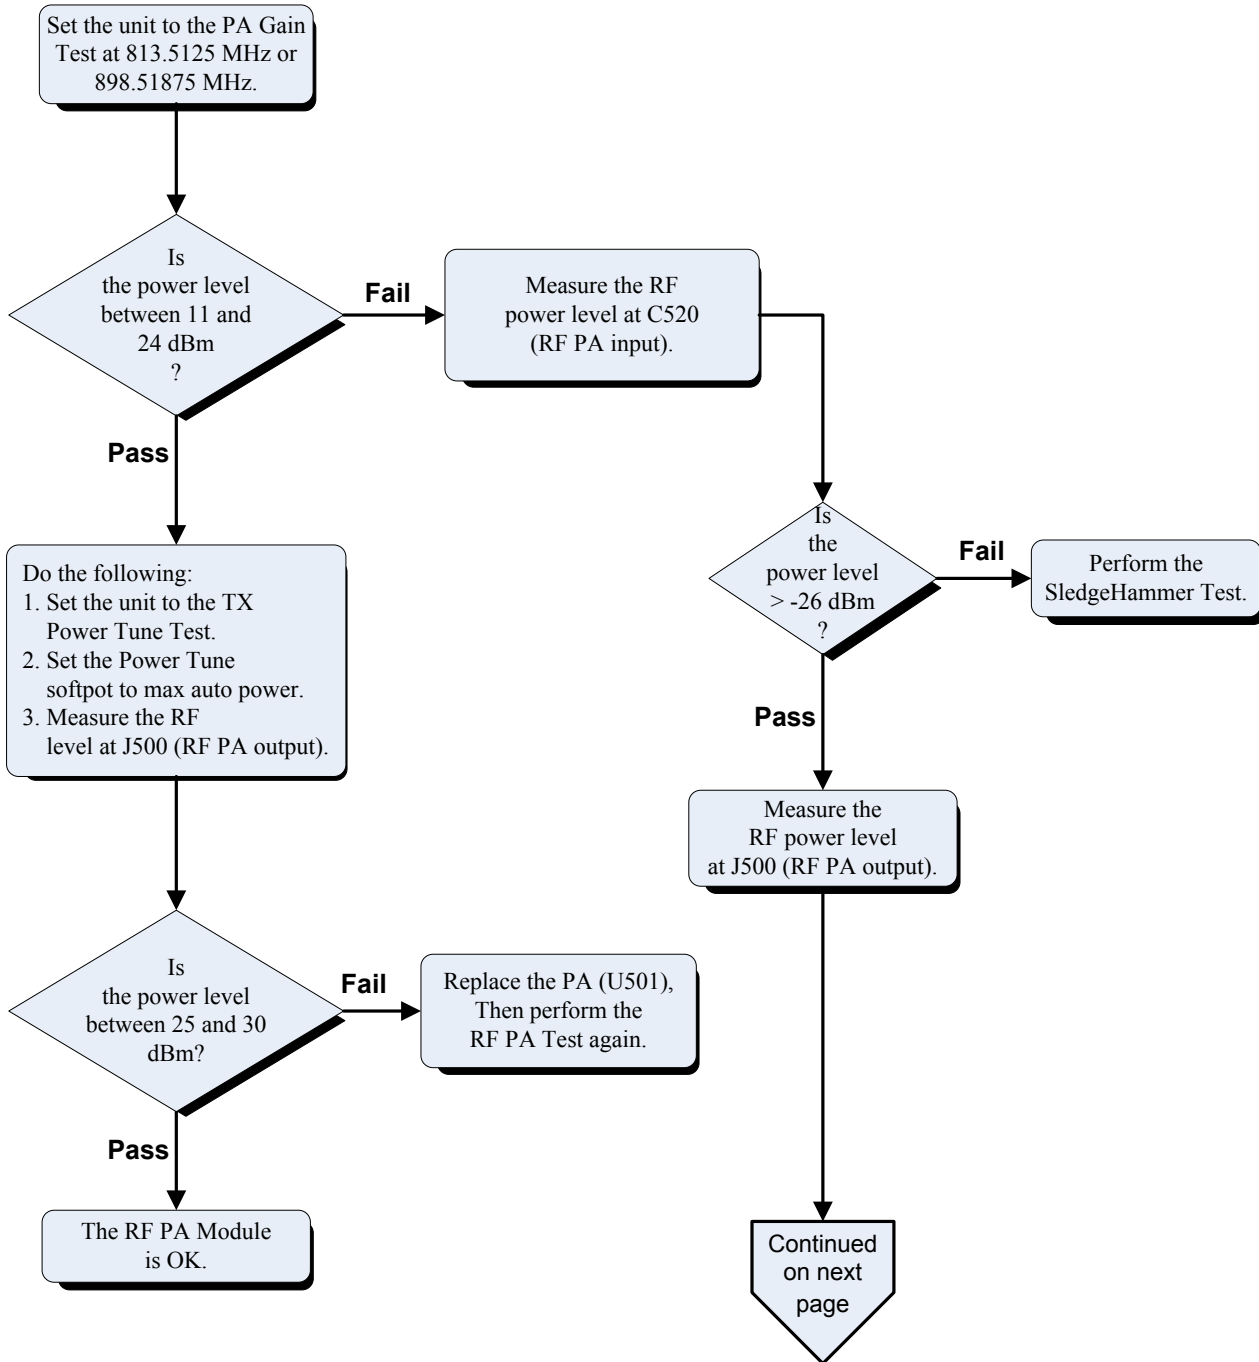 Set the unit to the PA Gain
Test at 813.5125 MHz or
898.51875 MHz.
Is
the power level
between 11 and
24 dBm
?
Fail
Measure the RF
power level at C520
(RF PA input).
Pass
Do the following:
1. Set the unit to the TX
Power Tune Test.
2. Set the Power Tune
softpot to max auto power.
3. Measure the RF
level at J500 (RF PA output).
Is
the
power level
> -26 dBm
?
Fail
Perform the
SledgeHammer Test.
Pass
Measure the
RF power level
at J500 (RF PA output).
Is
the power level
between 25 and 30
dBm?
Fail
Replace the PA (U501),
Then perform the
RF PA Test again.
Pass
The RF PA Module
is OK.
Continued
on next
page